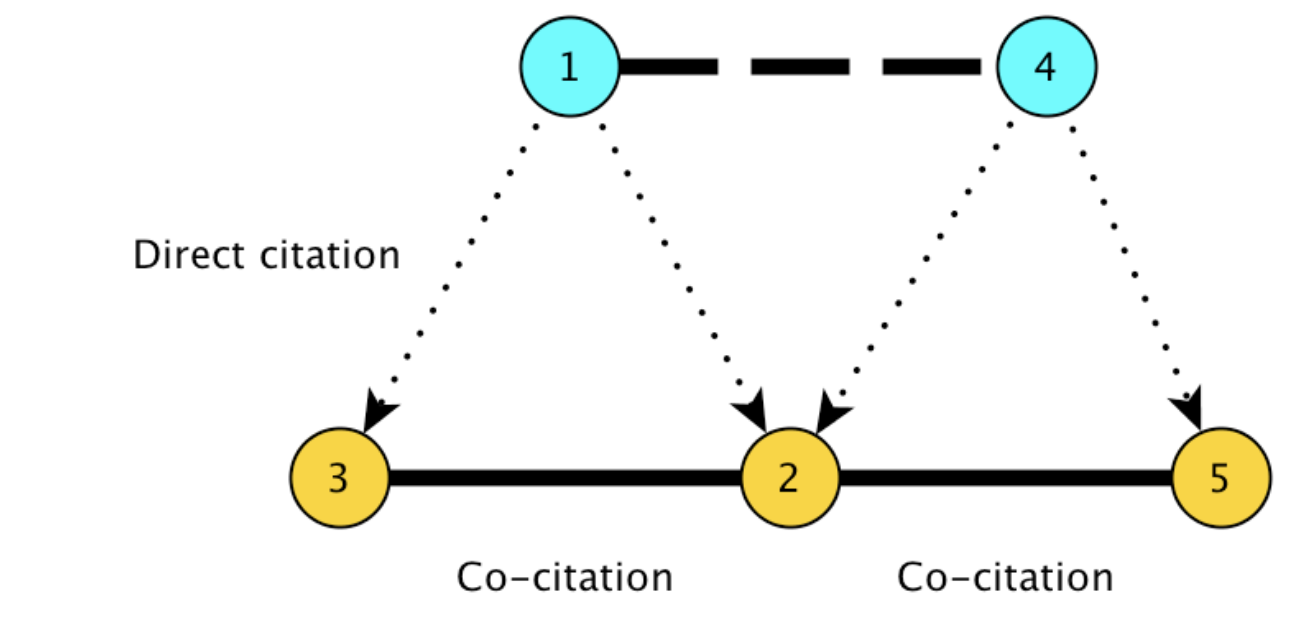 1 4
Direct citation
3 2 5
Co-citation Co-citation